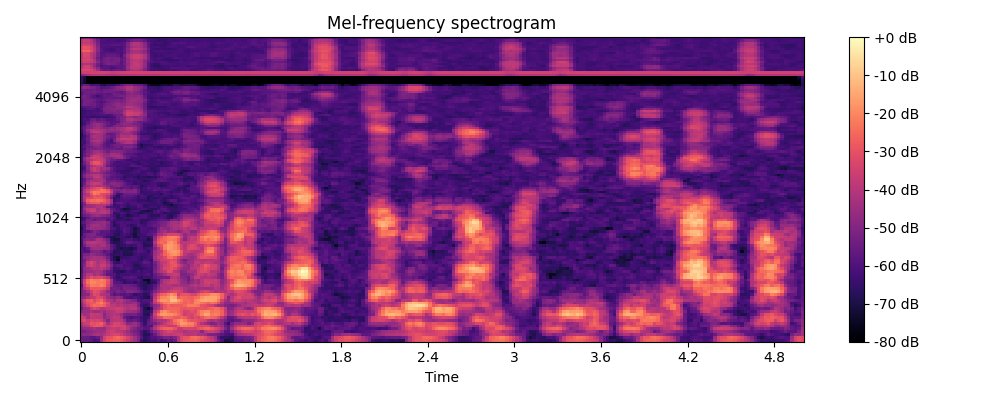 Mel-frequency spectrogram
+0 dB
-10 dB
-20 dB
-30 dB
-40 dB
-50 dB
-60 dB
-70 dB
-80 dB
4096
2048
1024
512
0
Hz
0 0.6 1.2 1.8 2.4 3 3.6 4.2 4.8
Time